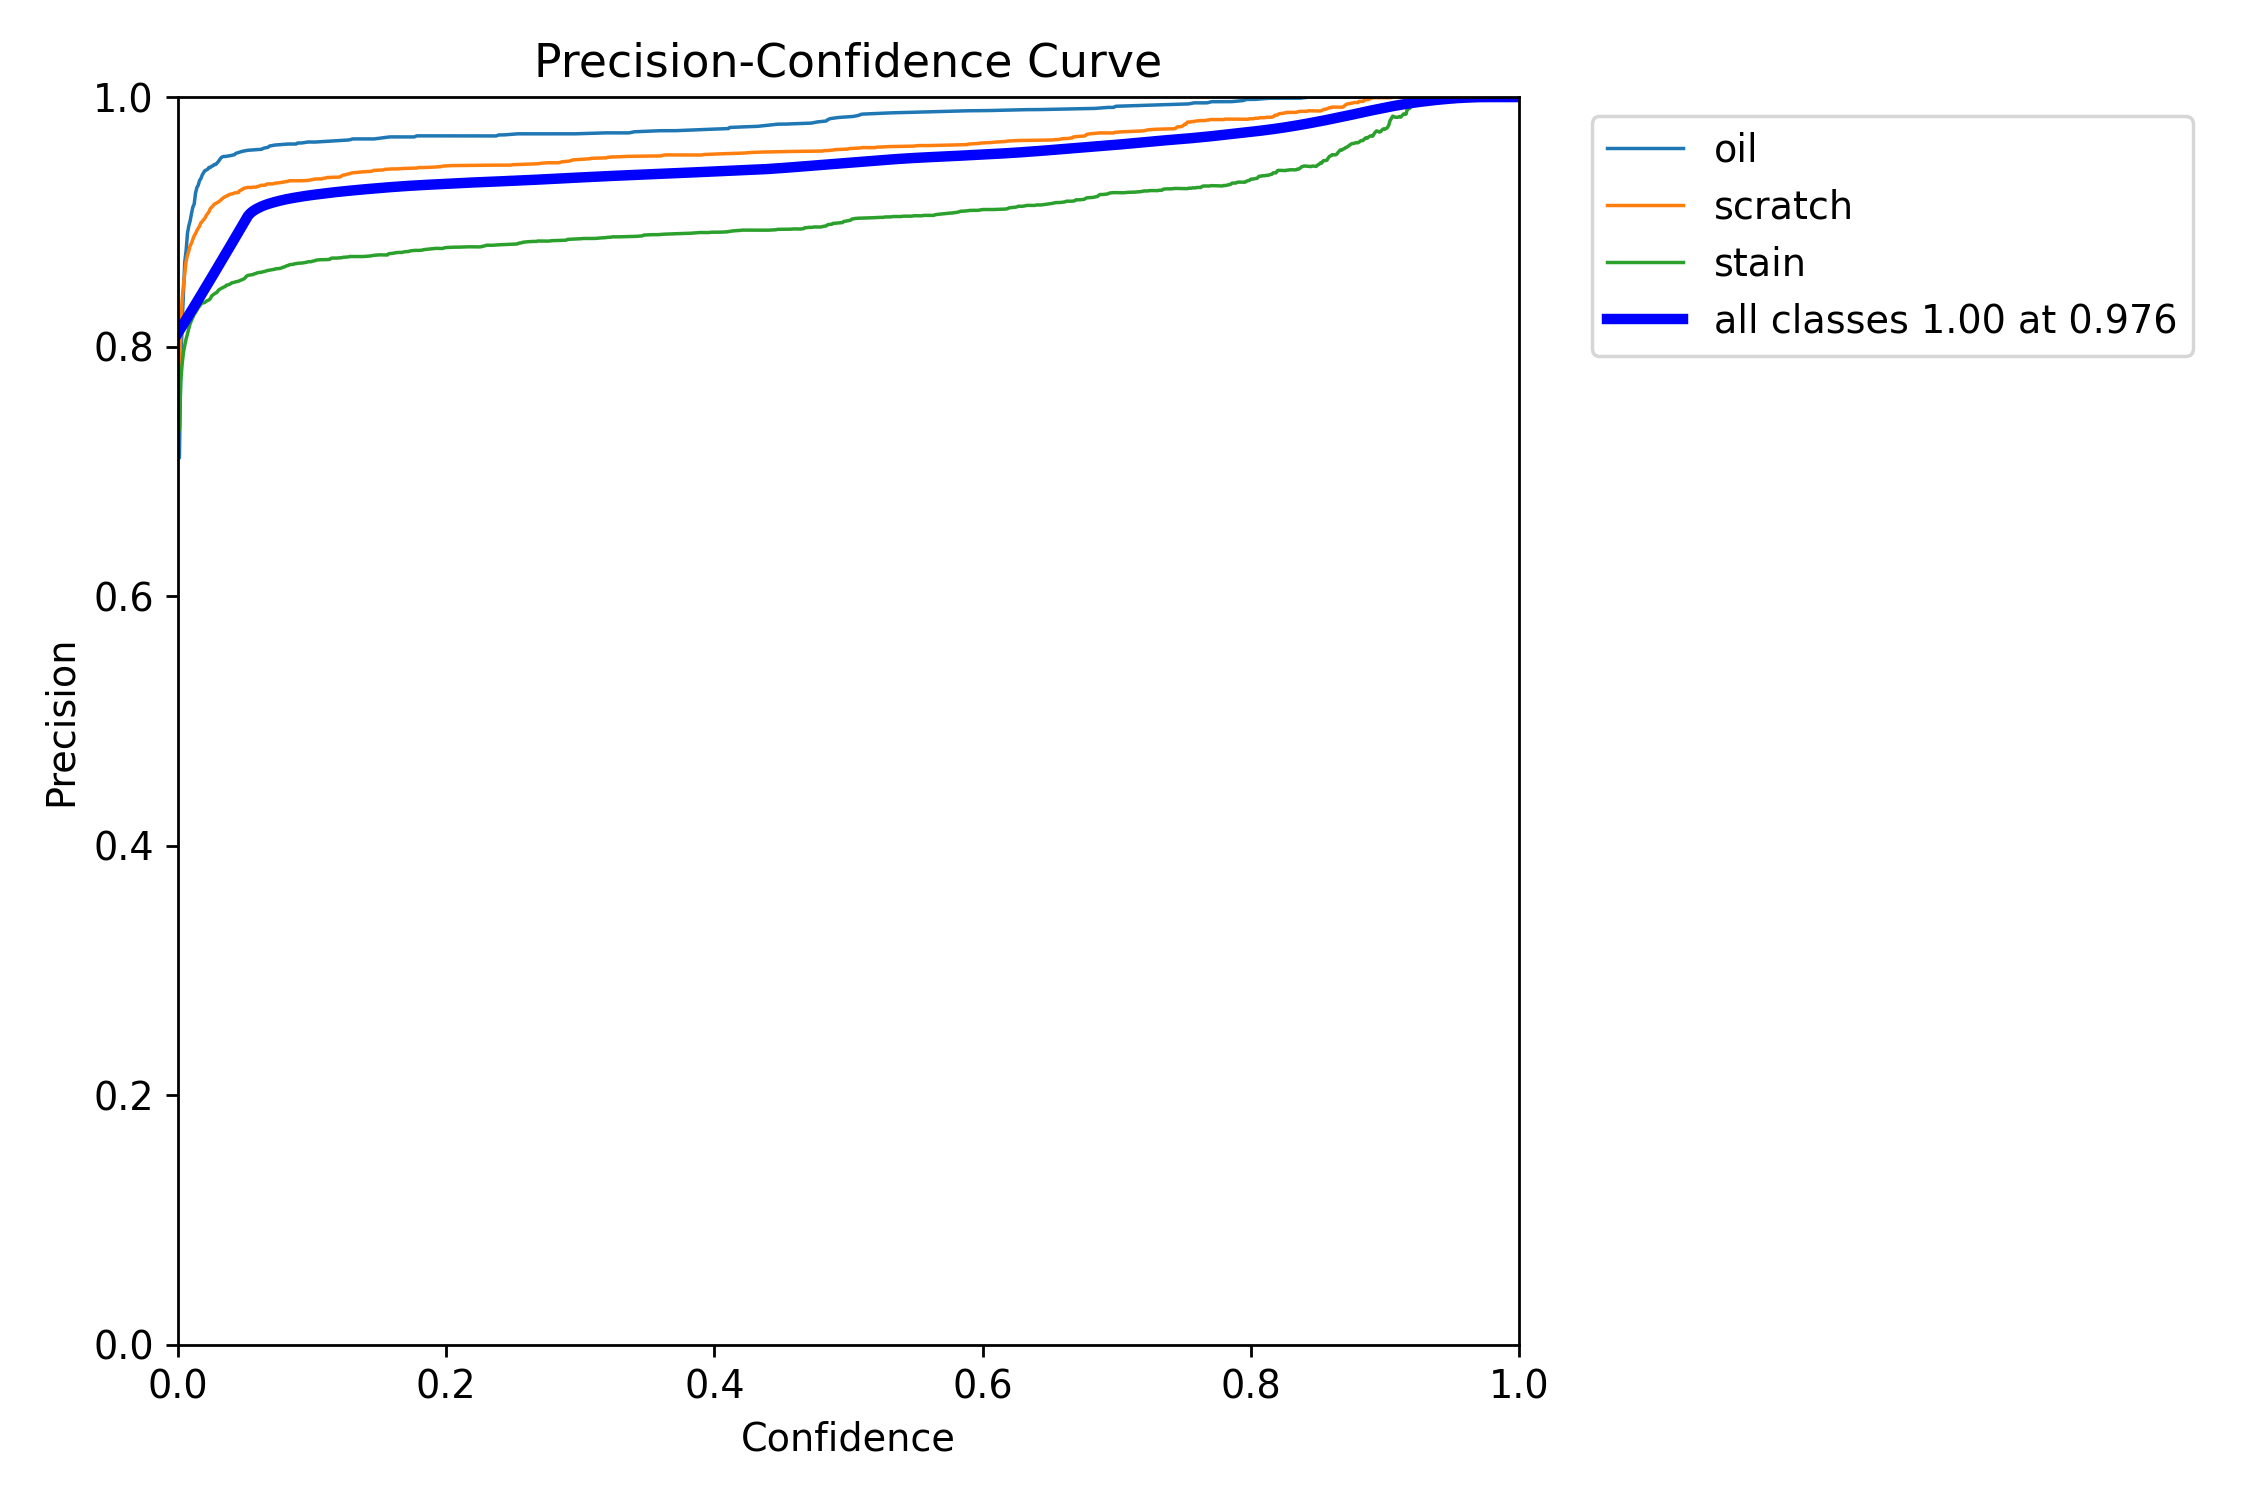 Precision-Confidence Curve
1.0
0.8
0.6
0.4
0.2
0.0
Precision
0.0 0.2 0.4 0.6 0.8 1.0
Confidence
oil
scratch
stain
all classes 1.00 at 0.976